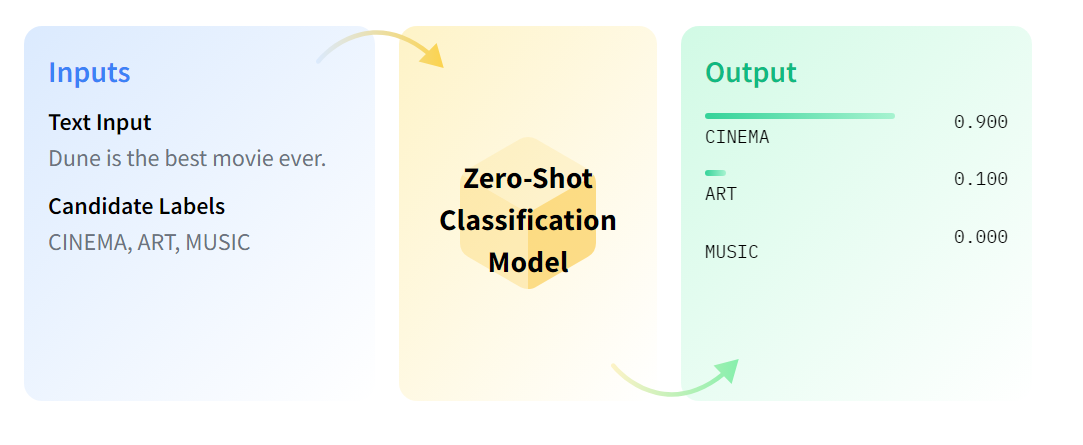 Inputs
Text Input
Dune is the best movie ever.
Candidate Labels
CINEMA, ART, MUSIC
Zero-Shot
Classification
Model
Output
CINEMA 0.900
ART 0.100
MUSIC 0.000